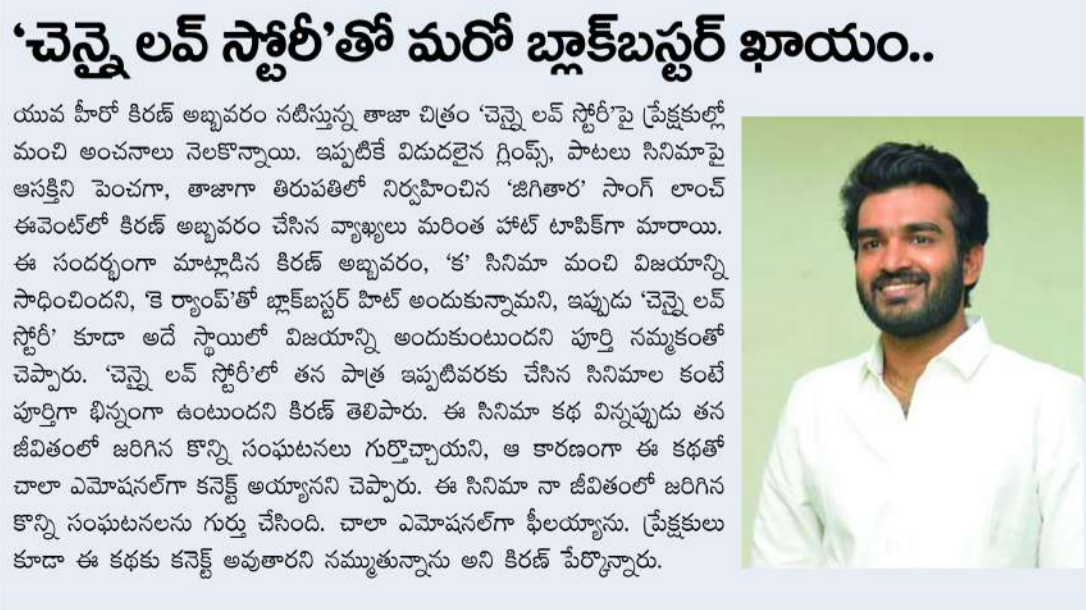 ‘చెన్నై లవ్ స్టోరీ’తో మరో బ్లాక్‌బస్టర్ ఖాయం..
యువ హీరో కిరణ్ అబ్బవరం నటిస్తున్న తాజా చిత్రం ‘చెన్నై లవ్ స్టోరీ’పై ప్రేక్షకుల్లో
మంచి అంచనాలు నెలకొన్నాయి. ఇప్పటికే విడుదలైన గ్లింప్స్, పాటలు సినిమాపై
ఆసక్తిని పెంచగా, తాజాగా తిరుపతిలో నిర్వహించిన ‘జిగితార’ సాంగ్ లాంచ్
ఈవెంట్‌లో కిరణ్ అబ్బవరం చేసిన వ్యాఖ్యలు మరింత హాట్ టాపిక్‌గా మారాయి.
ఈ సందర్భంగా మాట్లాడిన కిరణ్ అబ్బవరం, ‘క’ సినిమా మంచి విజయాన్ని
సాధించిందని, ‘కె ర్యాంప్’తో బ్లాక్‌బస్టర్ హిట్ అందుకున్నామని, ఇప్పుడు ‘చెన్నై లవ్
స్టోరీ’ కూడా అదే స్థాయిలో విజయాన్ని అందుకుంటుందని పూర్తి నమ్మకంతో
చెప్పారు. ‘చెన్నై లవ్ స్టోరీ’లో తన పాత్ర ఇప్పటివరకు చేసిన సినిమాల కంటే
పూర్తిగా భిన్నంగా ఉంటుందని కిరణ్ తెలిపారు. ఈ సినిమా కథ విన్నప్పుడు తన
జీవితంలో జరిగిన కొన్ని సంఘటనలు గుర్తొచ్చాయని, ఆ కారణంగా ఈ కథతో
చాలా ఎమోషనల్‌గా కనెక్ట్ అయ్యానని చెప్పారు. ఈ సినిమా నా జీవితంలో జరిగిన
కొన్ని సంఘటనలను గుర్తు చేసింది. చాలా ఎమోషనల్‌గా ఫీలయ్యాను. ప్రేక్షకులు
కూడా ఈ కథకు కనెక్ట్ అవుతారని నమ్ముతున్నాను అని కిరణ్ పేర్కొన్నారు.